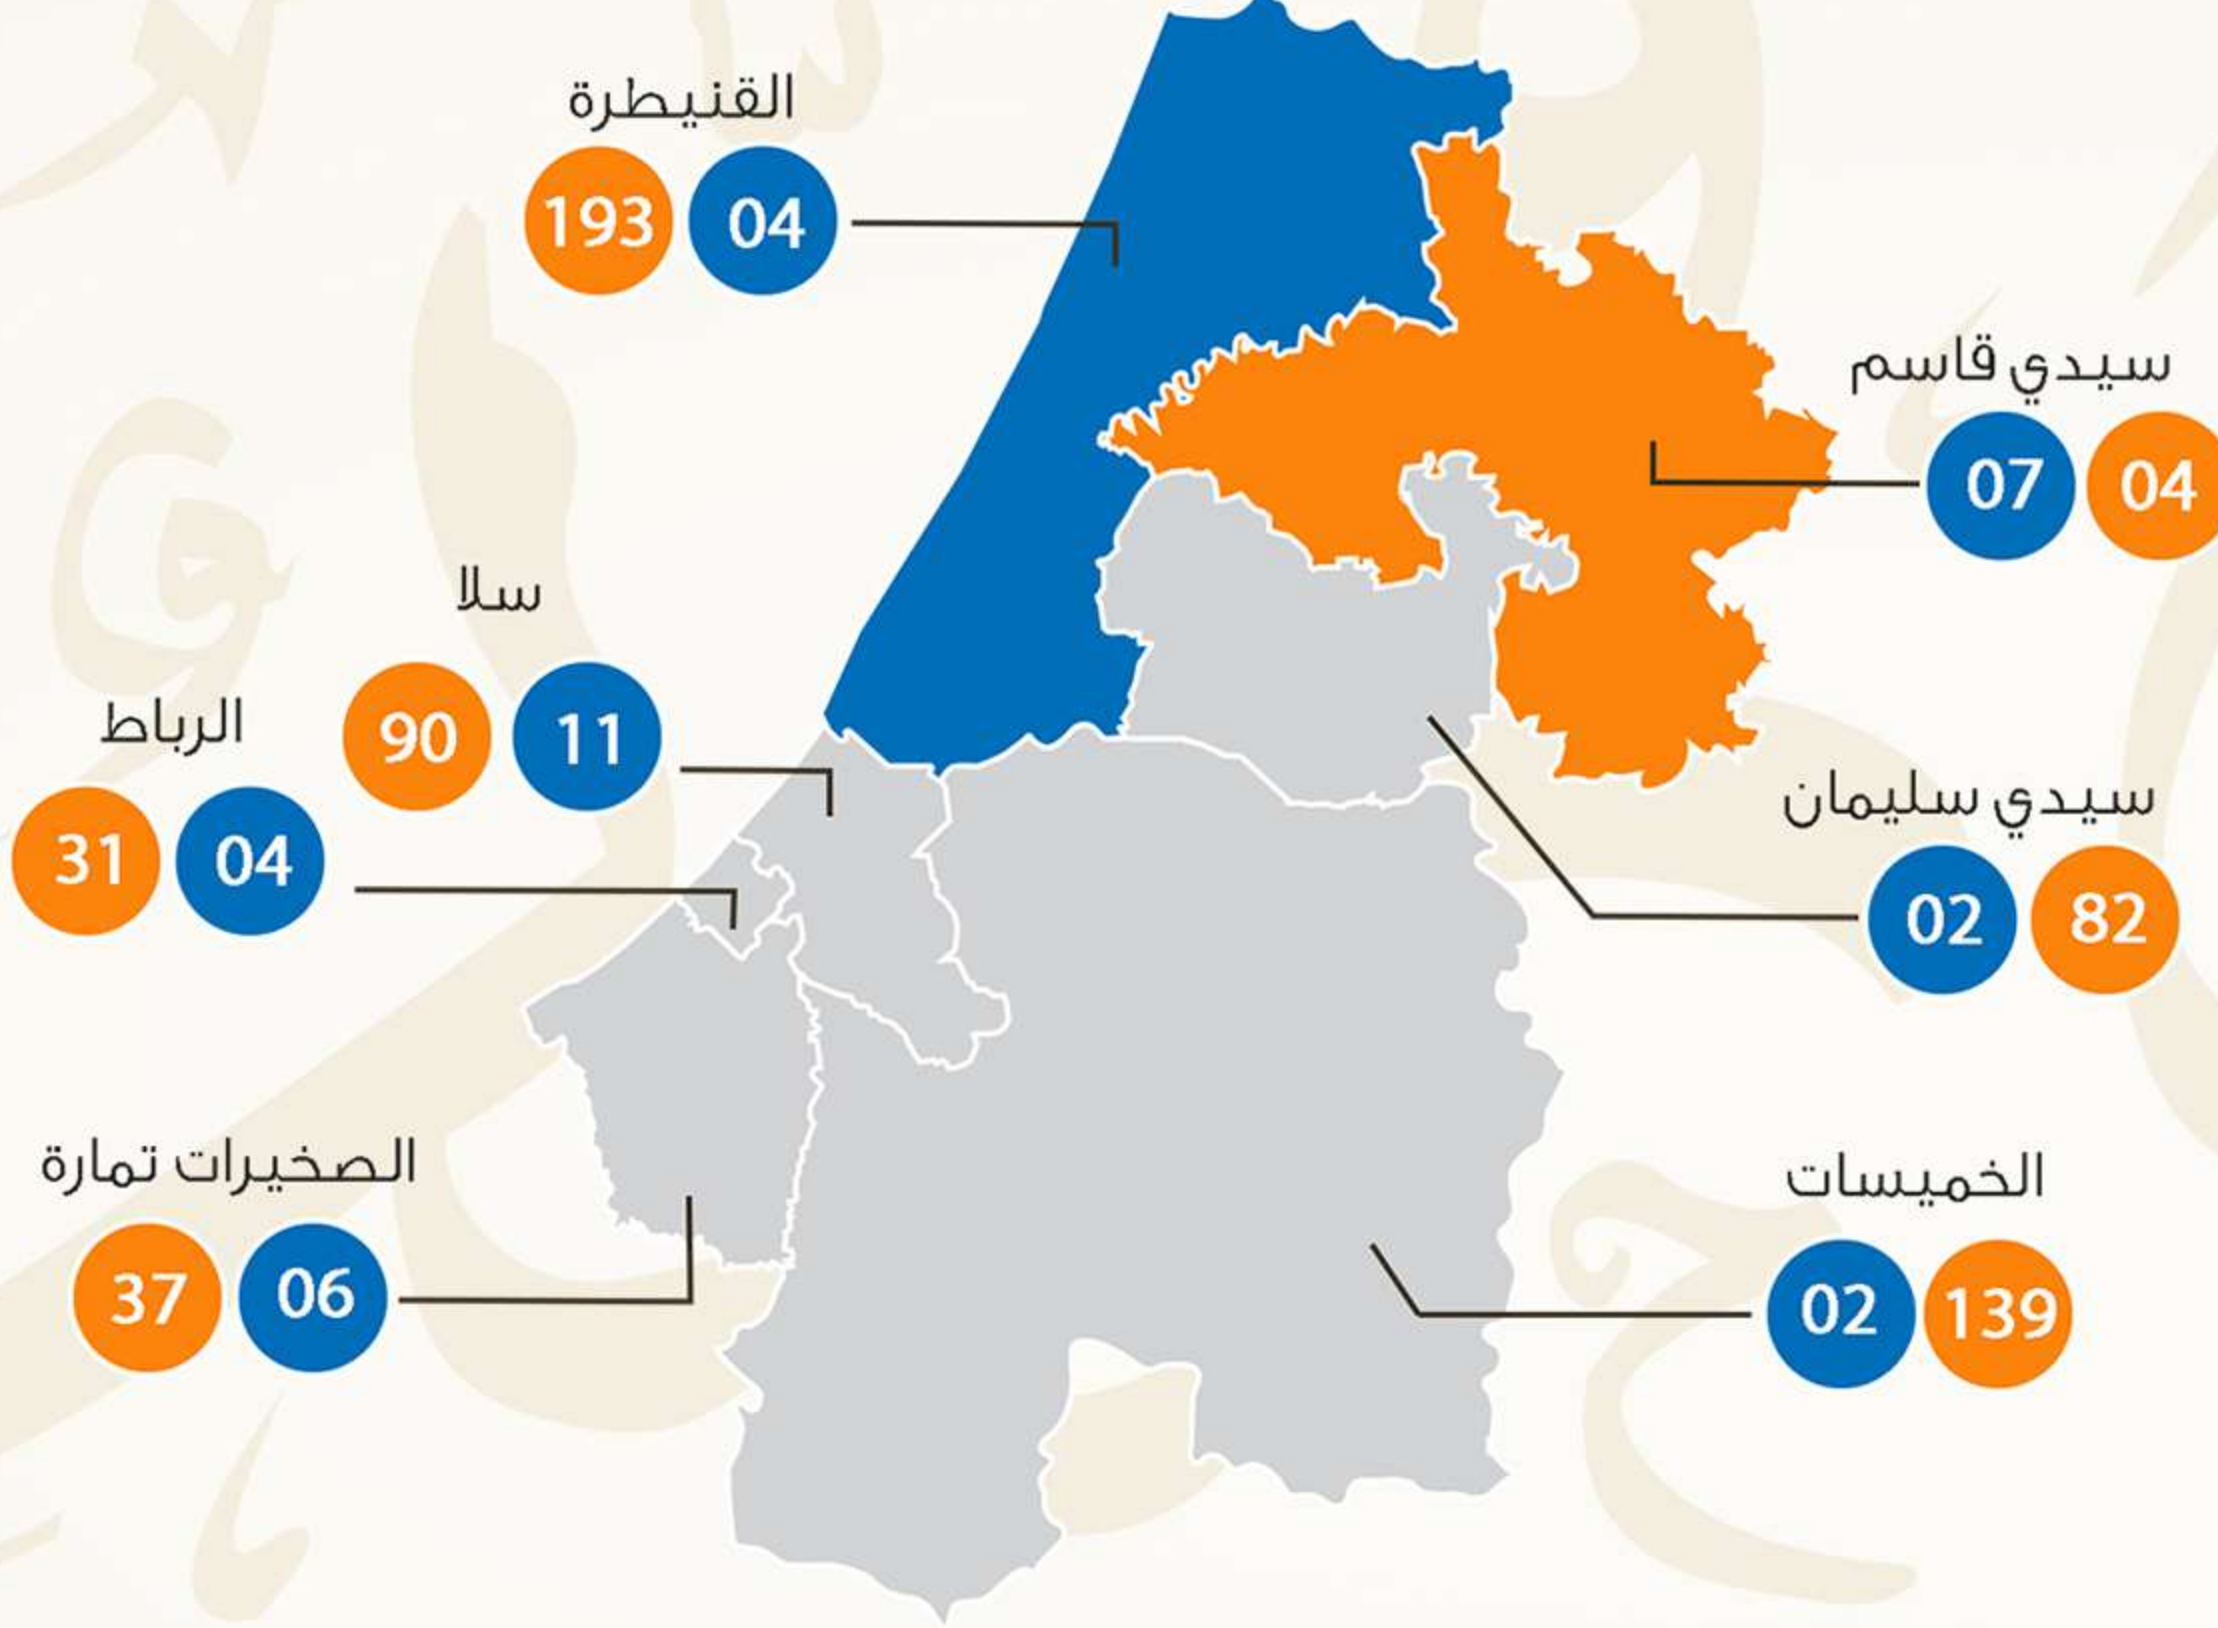 القنيطرة
193 04
سيدي قاسم
07 04
سلا
90 11
الرباط
31 04
سيدي سليمان
02 82
الصخيرات تمارة
37 06
الخميسات
02 139